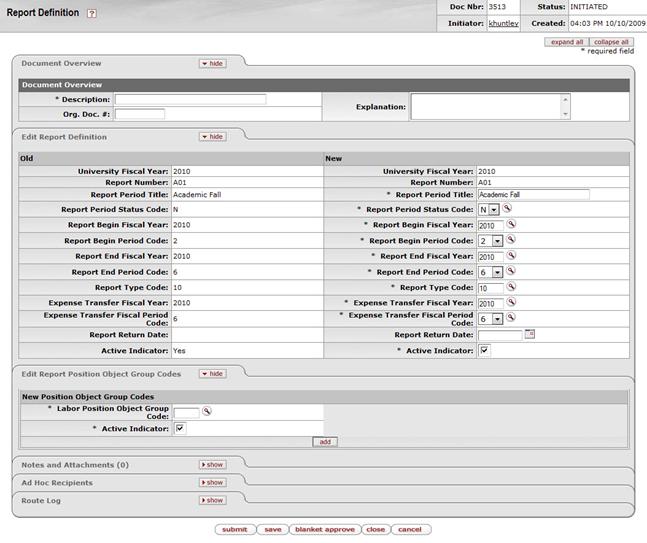 Report Definition ?
Doc Nbr: 3513 Status: INITIATED
Initiator: khuntley Created: 04:03 PM 10/10/2009
expand all collapse all
* required field
Document Overview hide
Document Overview
* Description: Explanation:
Org. Doc. #:
Edit Report Definition hide
Old New
University Fiscal Year: 2010 University Fiscal Year: 2010
Report Number: A01 Report Number: A01
Report Period Title: Academic Fall * Report Period Title: Academic Fall
Report Period Status Code: N * Report Period Status Code: N
Report Begin Fiscal Year: 2010 * Report Begin Fiscal Year: 2010
Report Begin Period Code: 2 * Report Begin Period Code: 2
Report End Fiscal Year: 2010 * Report End Fiscal Year: 2010
Report End Period Code: 6 * Report End Period Code: 6
Report Type Code: 10 * Report Type Code: 10
Expense Transfer Fiscal Year: 2010 * Expense Transfer Fiscal Year: 2010
Expense Transfer Fiscal Period Code: 6 * Expense Transfer Fiscal Period Code: 6
Report Return Date: Report Return Date:
Active Indicator: Yes * Active Indicator:
Edit Report Position Object Group Codes hide
New Position Object Group Codes
* Labor Position Object Group
Code:
* Active Indicator:
add
Notes and Attachments (0) show
Ad Hoc Recipients show
Route Log show
submit save blanket approve close cancel